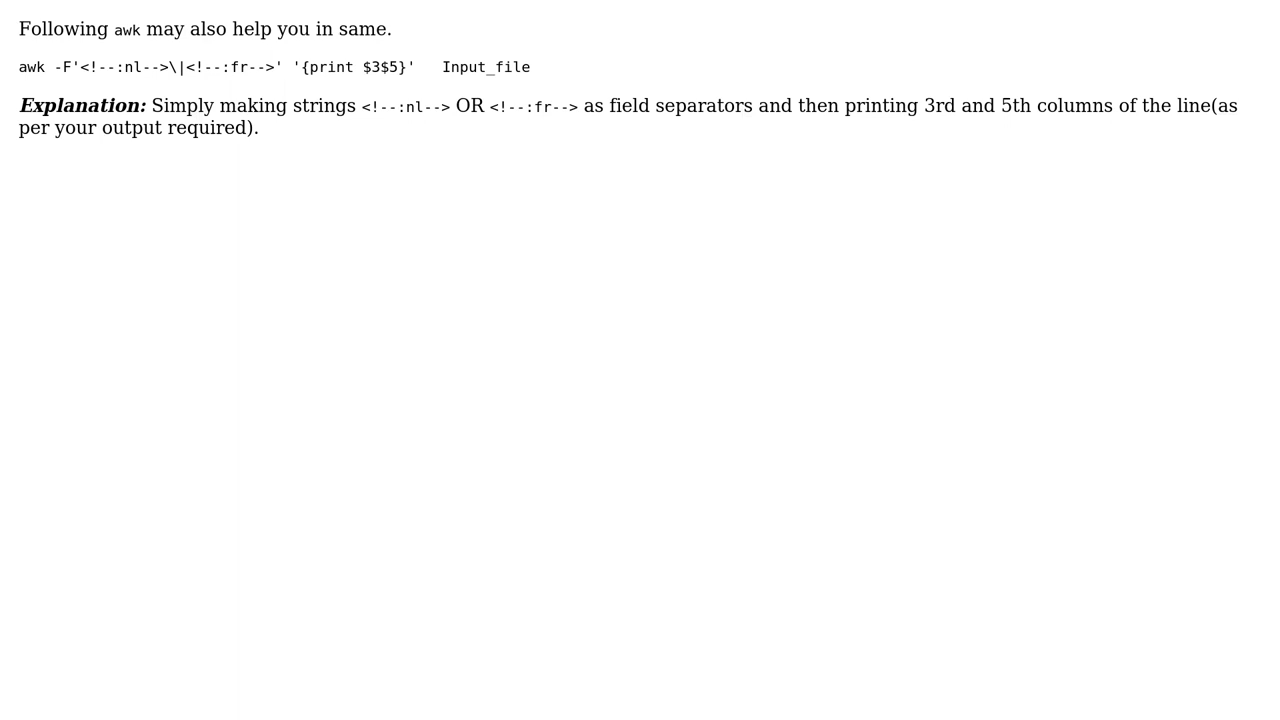 Following awk may also help you in same.
awk -F'<!--:nl-->\|<!--:fr-->' '{print $3$5}'   Input_file
Explanation: Simply making strings <!--:nl--> OR <!--:fr--> as field separators and then printing 3rd and 5th columns of the line(as
per your output required).